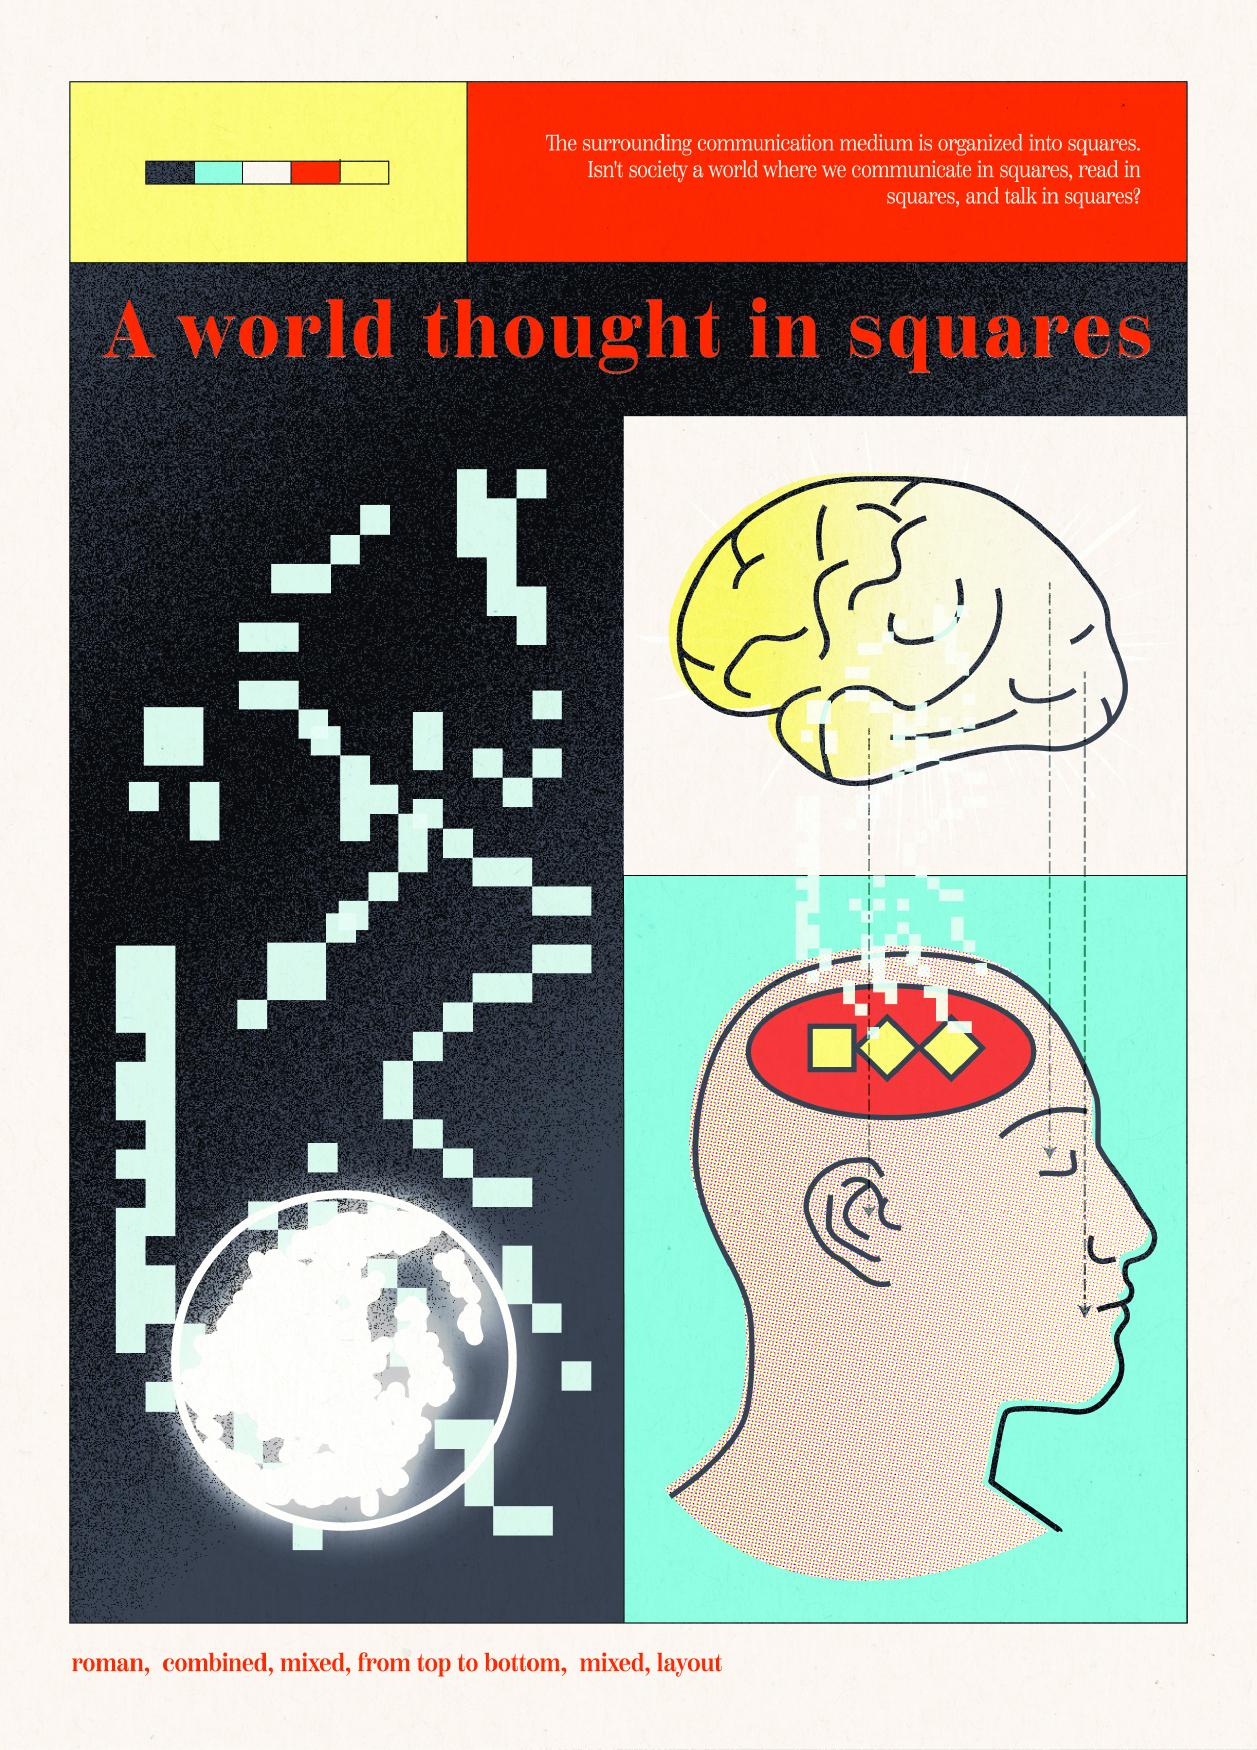 The surrounding communication medium is organized into squares.
Isn't society a world where we communicate in squares, read in
squares, and talk in squares?
A world thought in squares
roman, combined, mixed, from top to bottom, mixed, layout